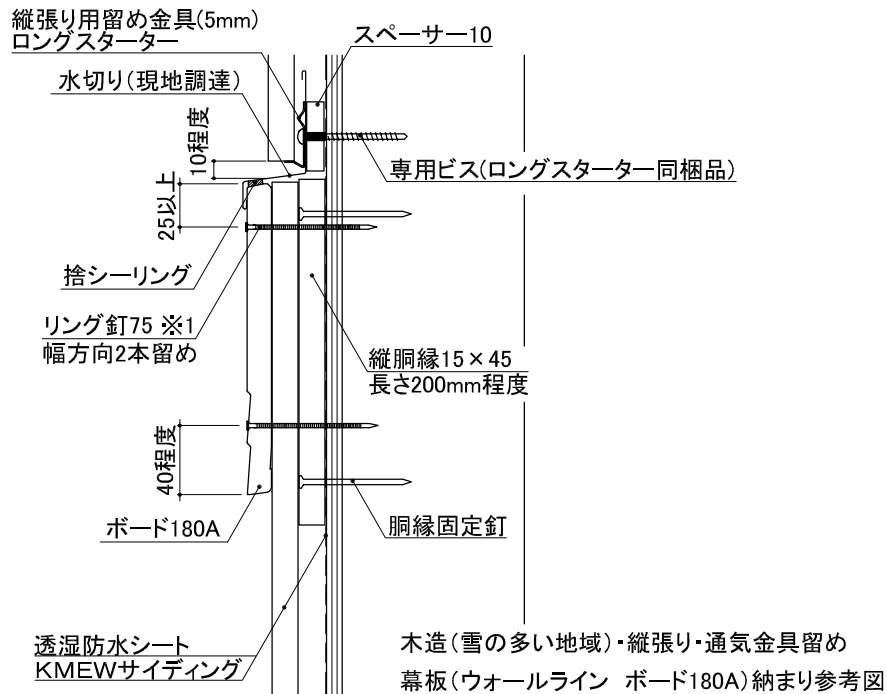 縦張り用留め金具(5mm)
ロングスターター
スペーサー10
水切り(現地調達)
10程度
専用ビス(ロングスターター同梱品)
25以上
捨シーリング
リング釘75 ※1
幅方向2本留め
縦胴縁15×45
長さ200mm程度
40程度
ボード180A
胴縁固定釘
透湿防水シート
KMEWサイディング
木造(雪の多い地域)・縦張り・通気金具留め
幕板(ウォールライン ボード180A)納まり参考図